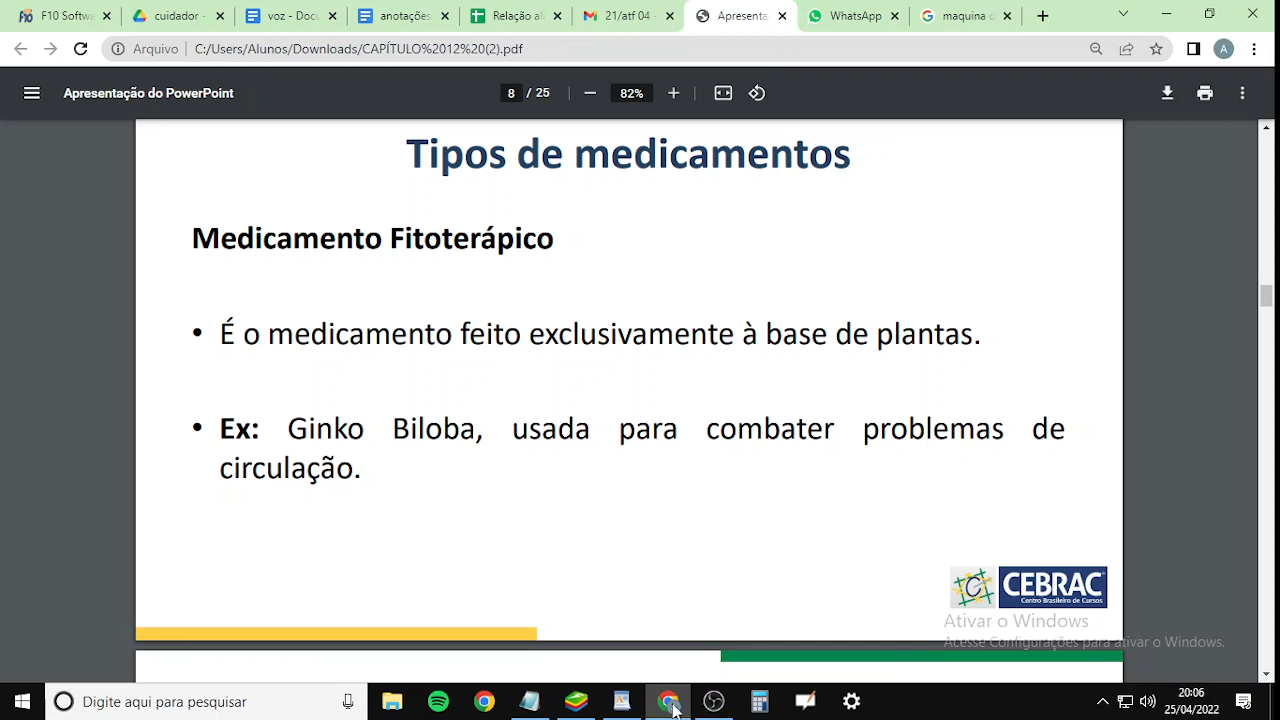 F10 Softwa
cuidador -
voz - Docu
anotações
Relação al
21/atf 04 -
Apresenta
WhatsApp
maquina d
Arquivo
C:/Users/Alunos/Downloads/CAPÍTULO%2012%20(2).pdf
A
Apresentação do PowerPoint
8 / 25
82%
Tipos de medicamentos
Medicamento Fitoterápico
• É o medicamento feito exclusivamente à base de plantas.
• Ex: Ginko Biloba, usada para combater problemas de
circulação.
CEBRAC
Centro Brasileiro de Cursos
Ativar o Windows
Acesse Configurações para ativar o Windows.
Digite aqui para pesquisar
20:06
25/04/2022